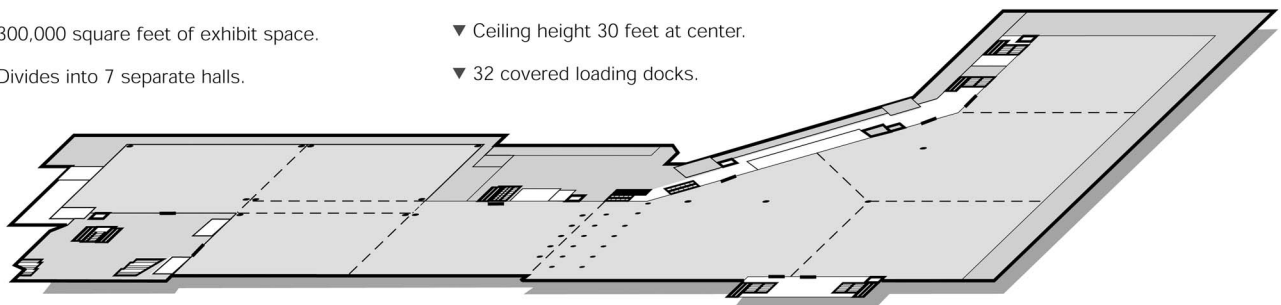 300,000 square feet of exhibit space.
Divides into 7 separate halls.
▼ Ceiling height 30 feet at center.
▼ 32 covered loading docks.